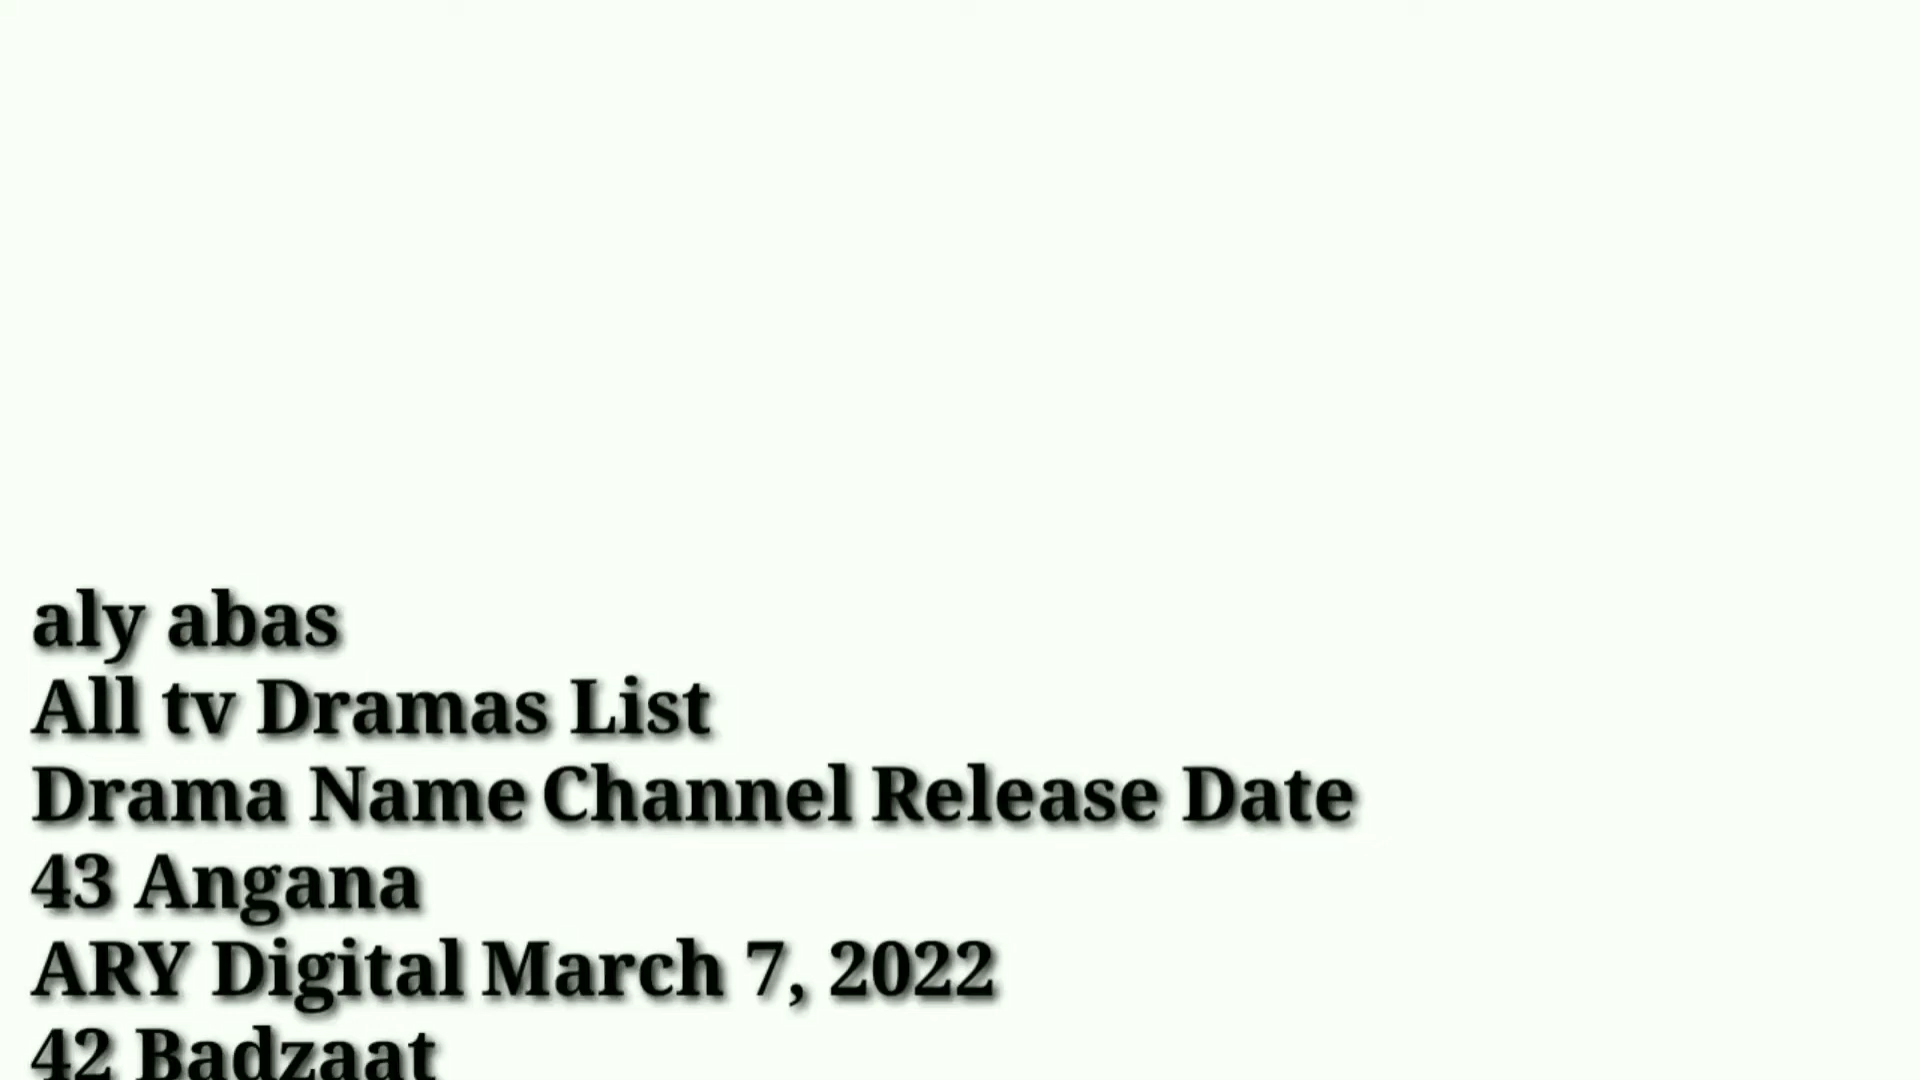 aly abas
All tv Dramas List
Drama Name Channel Release Date
43 Angana
ARY Digital March 7, 2022
42 Badzaat